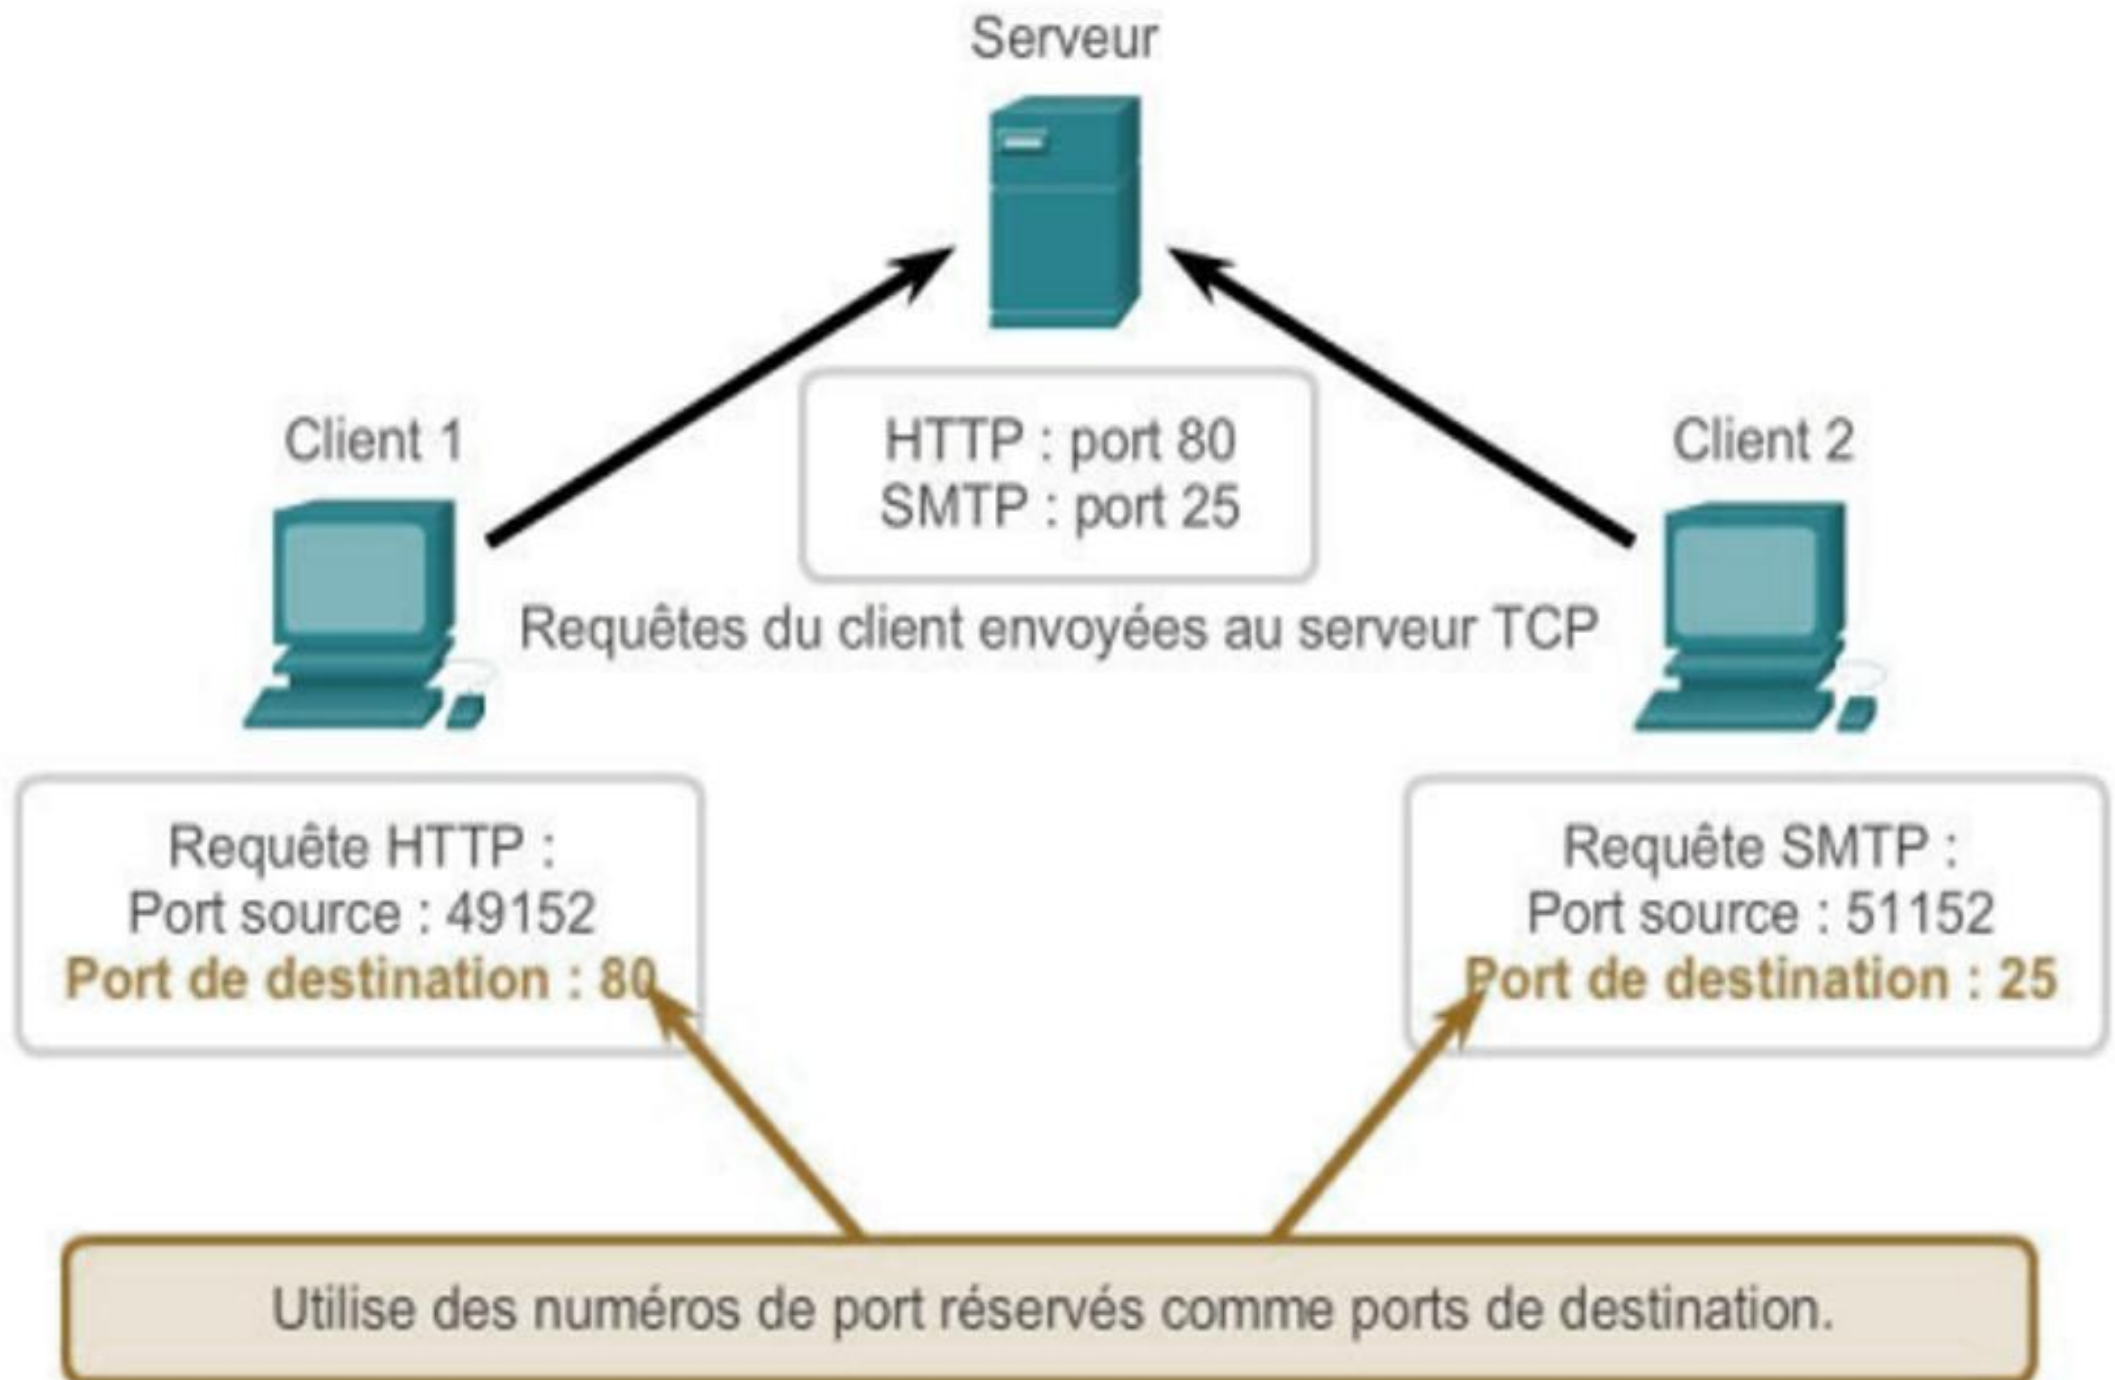 Serveur
HTTP : port 80
SMTP : port 25
Client 1
Client 2
Requêtes du client envoyées au serveur TCP
Requête HTTP :
Port source : 49152
Port de destination : 80
Requête SMTP :
Port source : 51152
Port de destination : 25
Utilise des numéros de port réservés comme ports de destination.